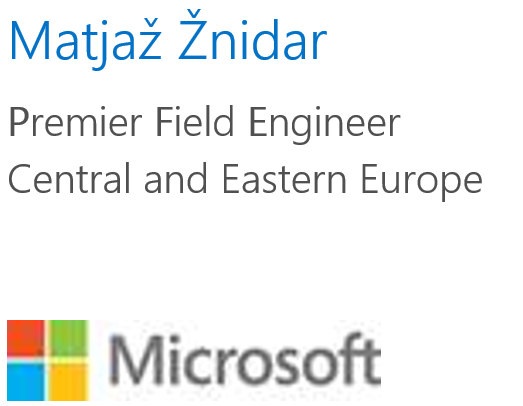 Matjaž Žnidar
Premier Field Engineer
Central and Eastern Europe
Microsoft